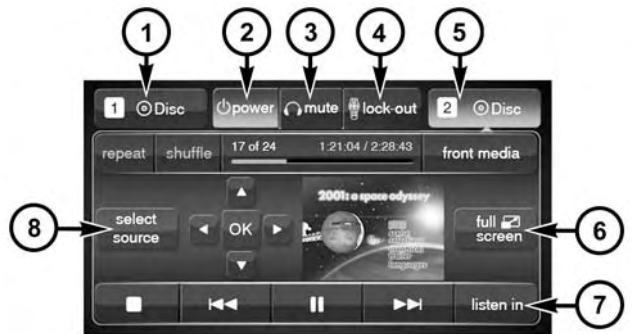 1 2 3 4 5
1 Disc power mute lock-out 2 Disc
repeat shuffle 17 of 24 1:21:04 / 2:28:43 front media
2001: a space odyssey
select source
OK
full screen
8
6
listen in
7